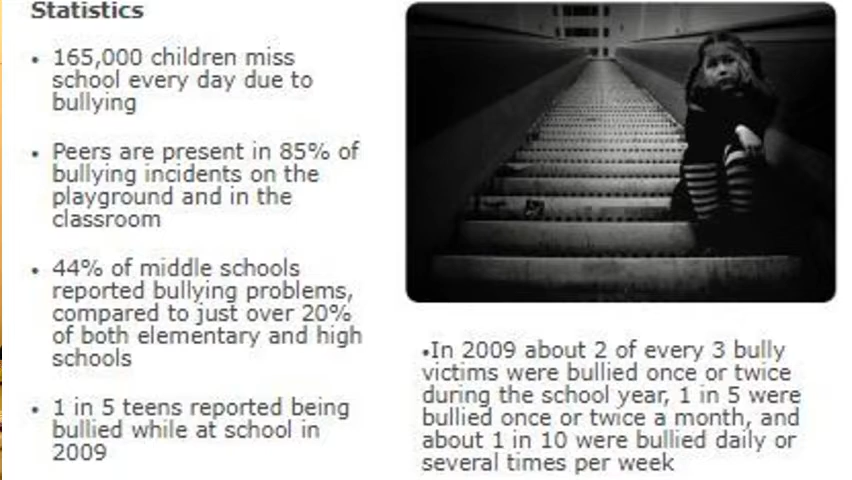 Statistics
• 165,000 children miss
school every day due to
bullying
• Peers are present in 85% of
bullying incidents on the
playground and in the
classroom
• 44% of middle schools
reported bullying problems,
compared to just over 20%
of both elementary and high
schools
• 1 in 5 teens reported being
bullied while at school in
2009
•In 2009 about 2 of every 3 bully
victims were bullied once or twice
during the school year, 1 in 5 were
bullied once or twice a month, and
about 1 in 10 were bullied daily or
several times per week